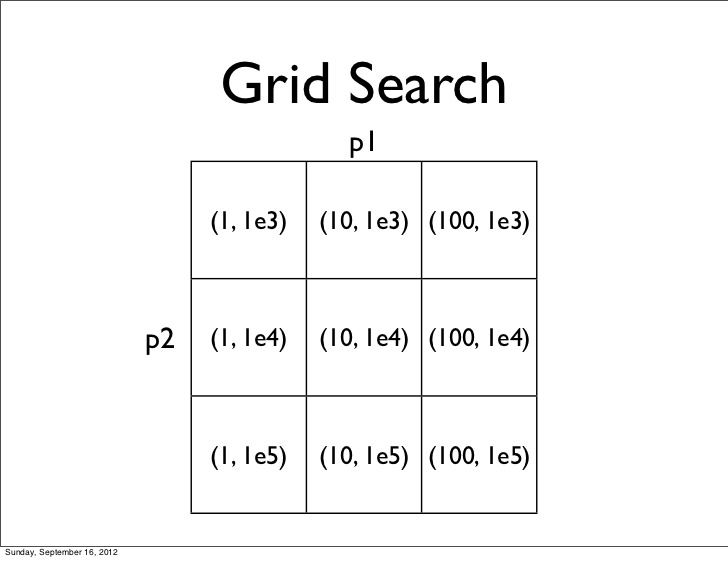 Grid Search
p1
(1, 1e3) (10, 1e3) (100, 1e3)
p2 (1, 1e4) (10, 1e4) (100, 1e4)
(1, 1e5) (10, 1e5) (100, 1e5)
Sunday, September 16, 2012